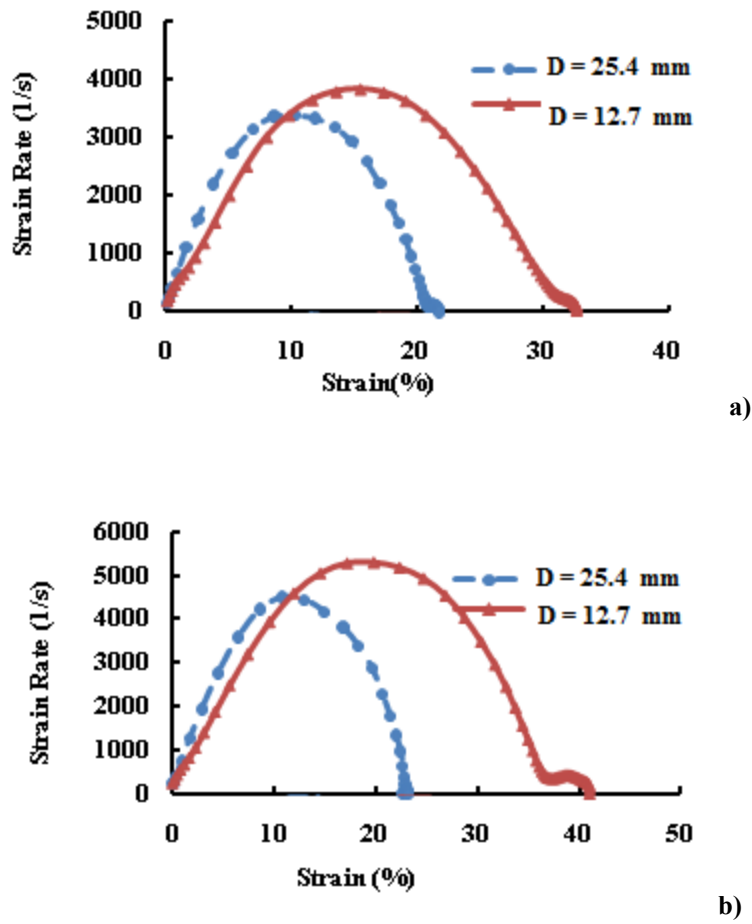 5000
4000
3000
2000
1000
0
Strain Rate (1/s)
D = 25.4 mm
D = 12.7 mm
0 10 20 30 40
Strain(%)
a)
6000
5000
4000
3000
2000
1000
0
Strain Rate (1/s)
D = 25.4 mm
D = 12.7 mm
0 10 20 30 40 50
Strain (%)
b)